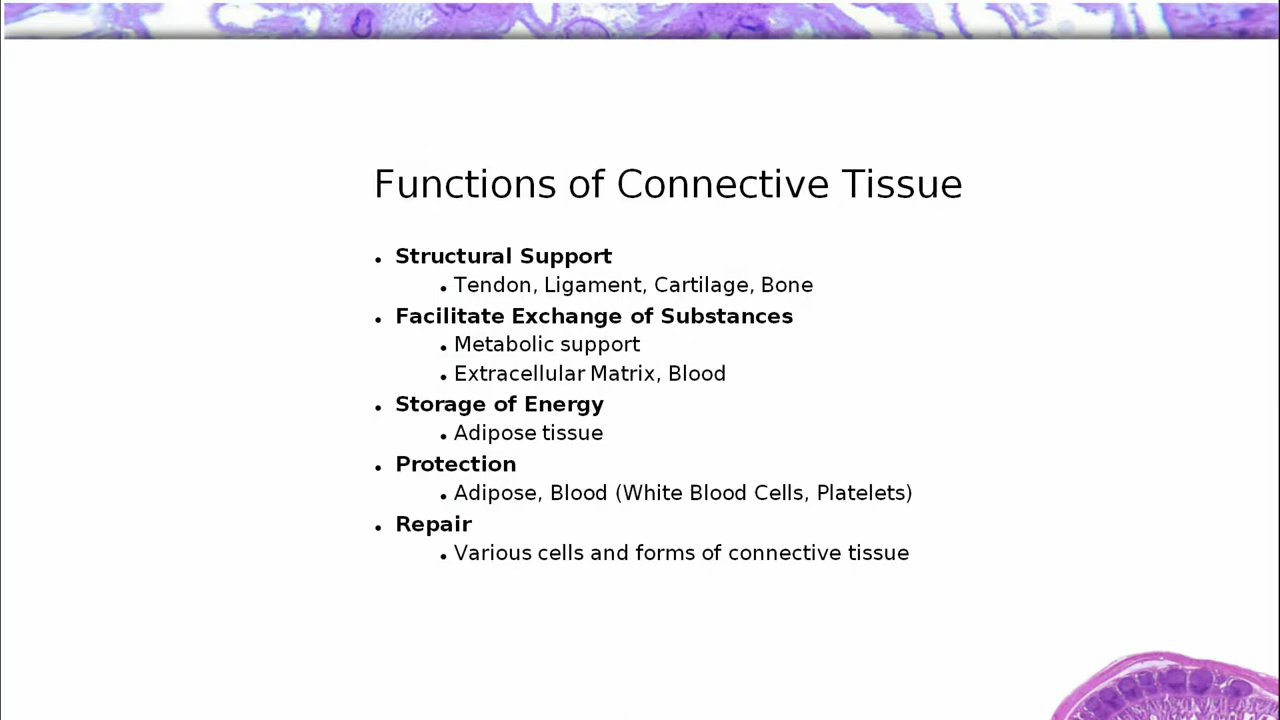 Functions of Connective Tissue
• Structural Support
• Tendon, Ligament, Cartilage, Bone
• Facilitate Exchange of Substances
• Metabolic support
• Extracellular Matrix, Blood
• Storage of Energy
• Adipose tissue
• Protection
• Adipose, Blood (White Blood Cells, Platelets)
• Repair
• Various cells and forms of connective tissue